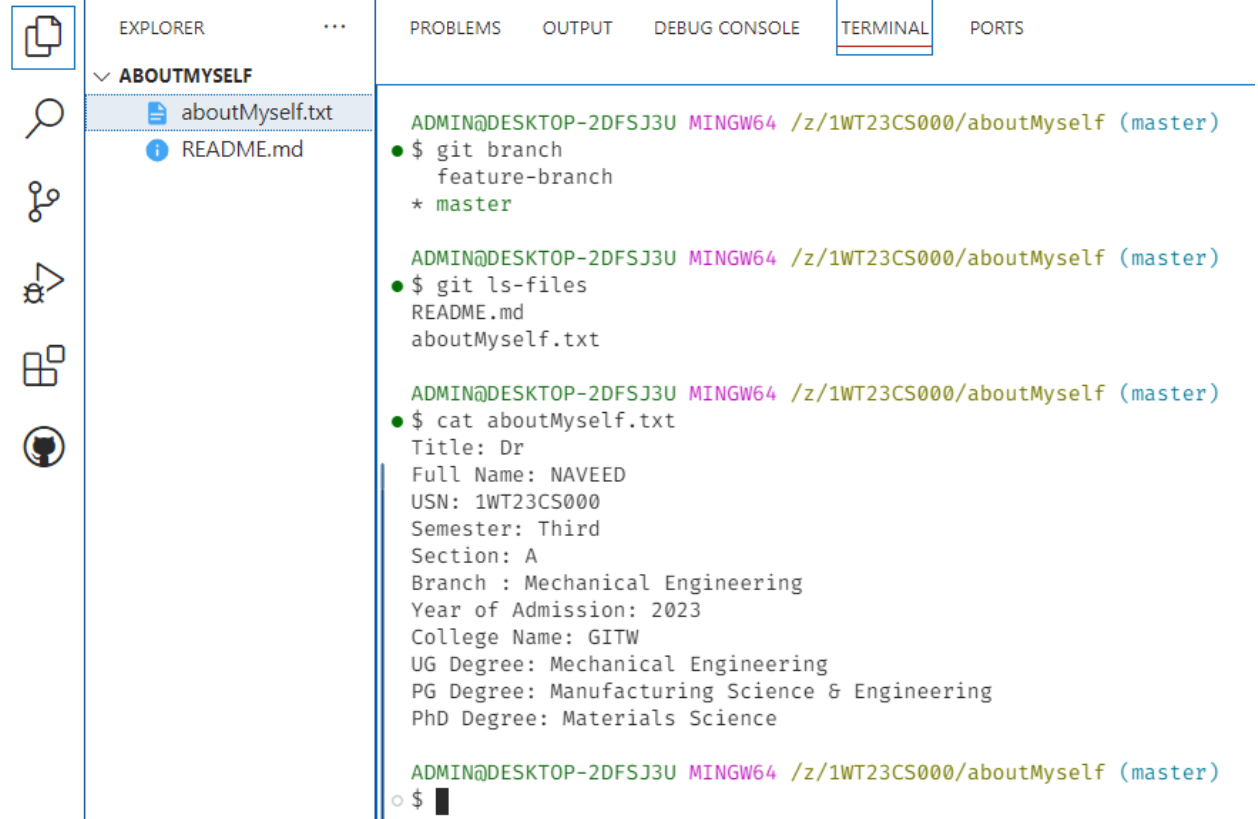 EXPLORER ...
ABOUTMYSELF
aboutMyself.txt
README.md
PROBLEMS OUTPUT DEBUG CONSOLE TERMINAL PORTS
ADMIN@DESKTOP-2DFSJ3U MINGW64 /z/1WT23CS000/aboutMyself (master)
$ git branch
feature-branch
* master
ADMIN@DESKTOP-2DFSJ3U MINGW64 /z/1WT23CS000/aboutMyself (master)
$ git ls-files
README.md
aboutMyself.txt
ADMIN@DESKTOP-2DFSJ3U MINGW64 /z/1WT23CS000/aboutMyself (master)
$ cat aboutMyself.txt
Title: Dr
Full Name: NAVEED
USN: 1WT23CS000
Semester: Third
Section: A
Branch : Mechanical Engineering
Year of Admission: 2023
College Name: GITW
UG Degree: Mechanical Engineering
PG Degree: Manufacturing Science & Engineering
PhD Degree: Materials Science
ADMIN@DESKTOP-2DFSJ3U MINGW64 /z/1WT23CS000/aboutMyself (master)
$